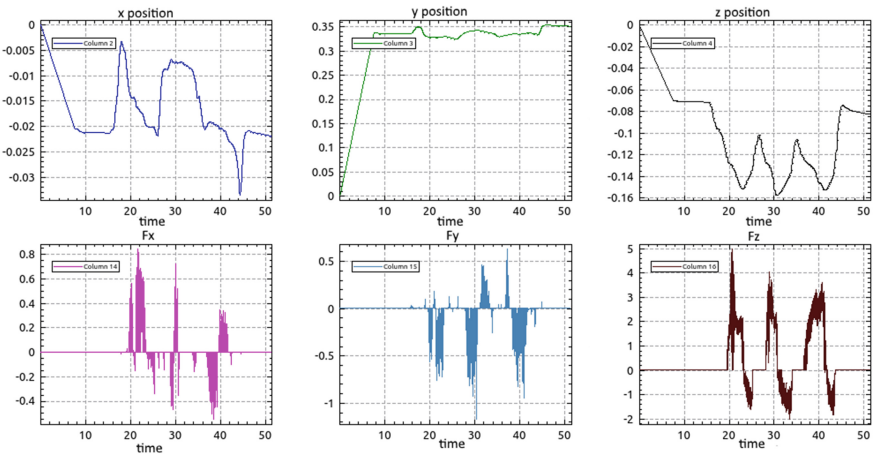 x position
0
-0.005
-0.01
-0.015
-0.02
-0.025
-0.03
Column 2
10 20 30 40 50
time
y position
0.35
0.3
0.25
0.2
0.15
0.1
0.05
0
Column 3
10 20 30 40 50
time
z position
0
-0.02
-0.04
-0.06
-0.08
-0.1
-0.12
-0.14
-0.16
Column 4
10 20 30 40 50
time
Fx
0.8
0.6
0.4
0.2
0
-0.2
-0.4
Column 14
10 20 30 40 50
time
Fy
0.5
0
-0.5
-1
Column 15
10 20 30 40 50
time
Fz
5
4
3
2
1
0
-1
-2
Column 16
10 20 30 40 50
time